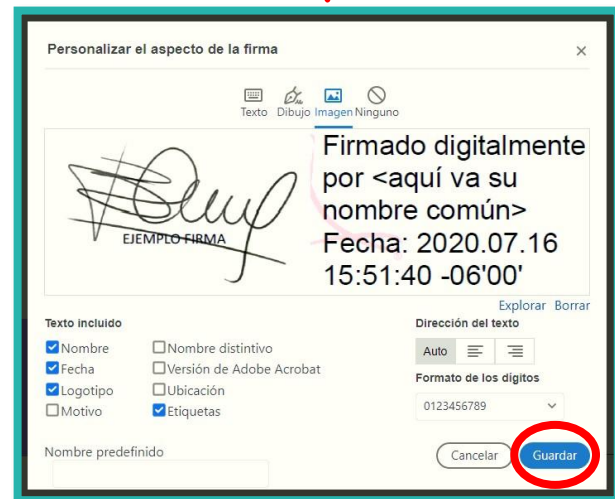 Personalizar el aspecto de la firma
Texto Dibujo Imagen Ninguno
EJEMPLO FIRMA
Firmado digitalmente
por <aquí va su
nombre común>
Fecha: 2020.07.16
15:51:40 -06'00'
Explorar Borrar
Texto incluido
Nombre
Nombre distintivo
Fecha
Versión de Adobe Acrobat
Logotipo
Ubicación
Motivo
Etiquetas
Dirección del texto
Auto
Formato de los dígitos
0123456789
Nombre predefinido
Cancelar
Guardar